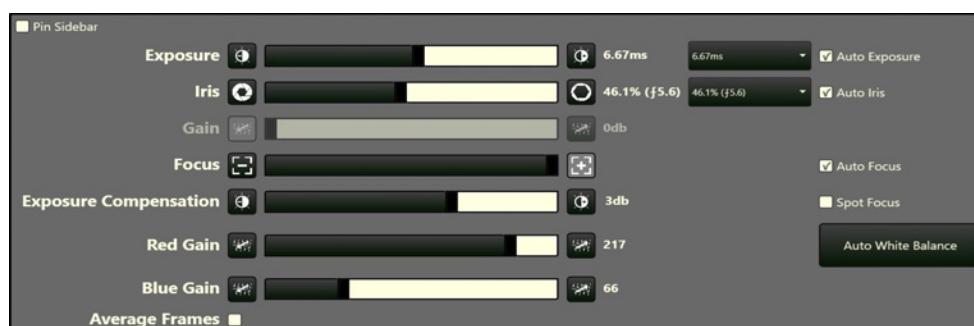 Pin Sidebar
Exposure 6.67ms 6.67ms Auto Exposure
Iris 46.1% (ƒ5.6) 46.1% (ƒ5.6) Auto Iris
Gain 0db
Focus Auto Focus
Exposure Compensation 3db Spot Focus
Red Gain 217 Auto White Balance
Blue Gain 66
Average Frames